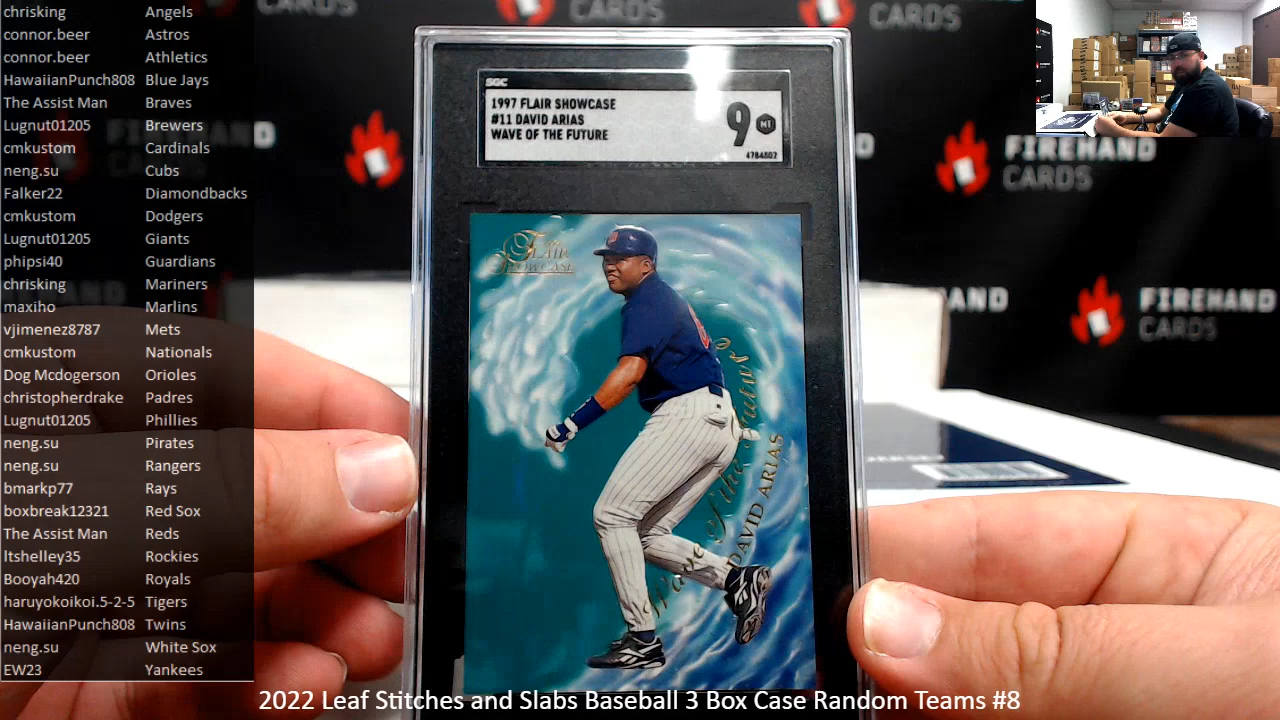 chrisking Angels
connor.beer Astros
connor.beer Athletics
HawaiianPunch808 Blue Jays
The Assist Man Braves
Lugnut01205 Brewers
cmkustom Cardinals
neng.su Cubs
Falker22 Diamondbacks
cmkustom Dodgers
Lugnut01205 Giants
phipsi40 Guardians
chrisking Mariners
maxiho Marlins
vjimenez8787 Mets
cmkustom Nationals
Dog Mcdogerson Orioles
christopherdrake Padres
Lugnut01205 Phillies
neng.su Pirates
neng.su Rangers
bmarkp77 Rays
boxbreak12321 Red Sox
The Assist Man Reds
ltshelley35 Rockies
Booyah420 Royals
haruyokoikoi.5-2-5 Tigers
HawaiianPunch808 Twins
neng.su White Sox
EW23 Yankees
SGC
1997 FLAIR SHOWCASE
#11 DAVID ARIAS
WAVE OF THE FUTURE
9 MT
4784802
FLAIR
SHOWCASE
Wave of the Future
DAVID ARIAS
CARDS
CARDS
FIREHAND
CARDS
FIREHAND
CARDS
2022 Leaf Stitches and Slabs Baseball 3 Box Case Random Teams #8